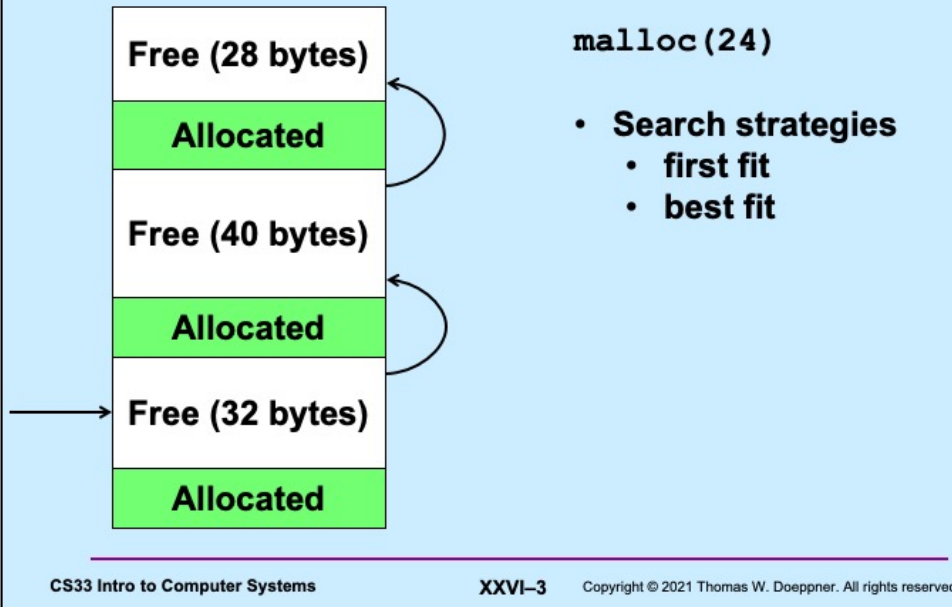 Free (28 bytes)
Allocated
Free (40 bytes)
Allocated
Free (32 bytes)
Allocated
malloc(24)
• Search strategies
• first fit
• best fit
CS33 Intro to Computer Systems
XXVI–3
Copyright © 2021 Thomas W. Doeppner. All rights reserved